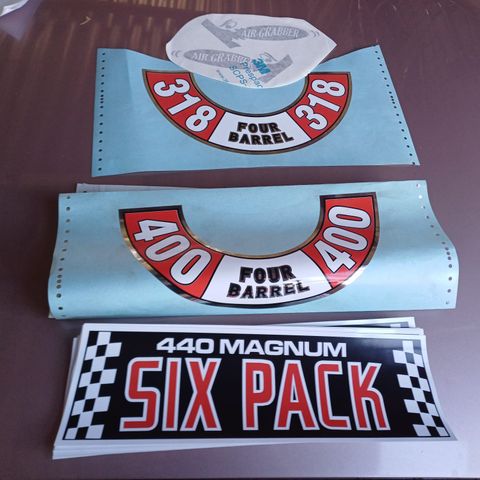 AIR GRABBER
AIR GRABBER
3M
318 FOUR BARREL 318
400 FOUR BARREL 400
440 MAGNUM
SIX PACK